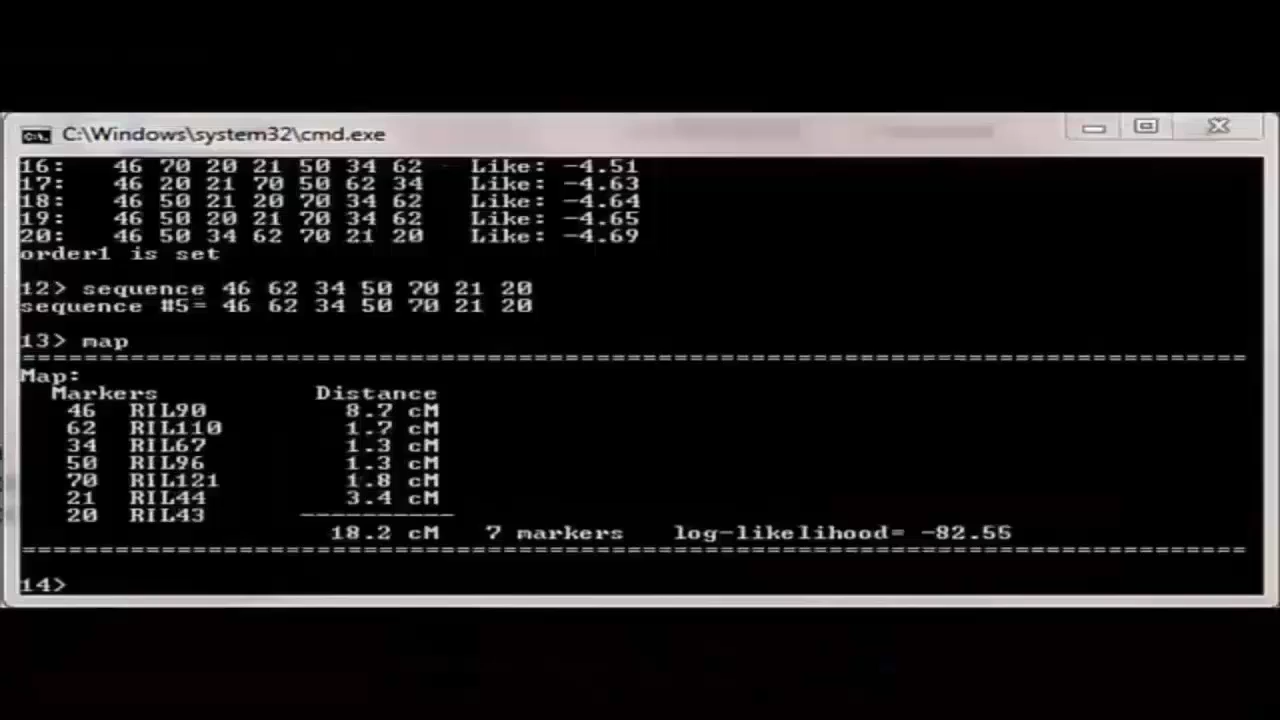 C:\Windows\system32\cmd.exe
16: 46 70 20 21 50 34 62 Like: -4.51
17: 46 20 21 70 50 62 34 Like: -4.63
18: 46 50 21 20 70 34 62 Like: -4.64
19: 46 50 20 21 70 34 62 Like: -4.65
20: 46 50 34 62 70 21 20 Like: -4.69
order1 is set
12> sequence 46 62 34 50 70 21 20
sequence #5= 46 62 34 50 70 21 20
13> map
===============================================================================
Map:
Markers Distance
46 RIL90 8.7 cM
62 RIL110 1.7 cM
34 RIL67 1.3 cM
50 RIL96 1.3 cM
70 RIL121 1.8 cM
21 RIL44 3.4 cM
20 RIL43 ----------
18.2 cM 7 markers log-likelihood= -82.55
===============================================================================
14>